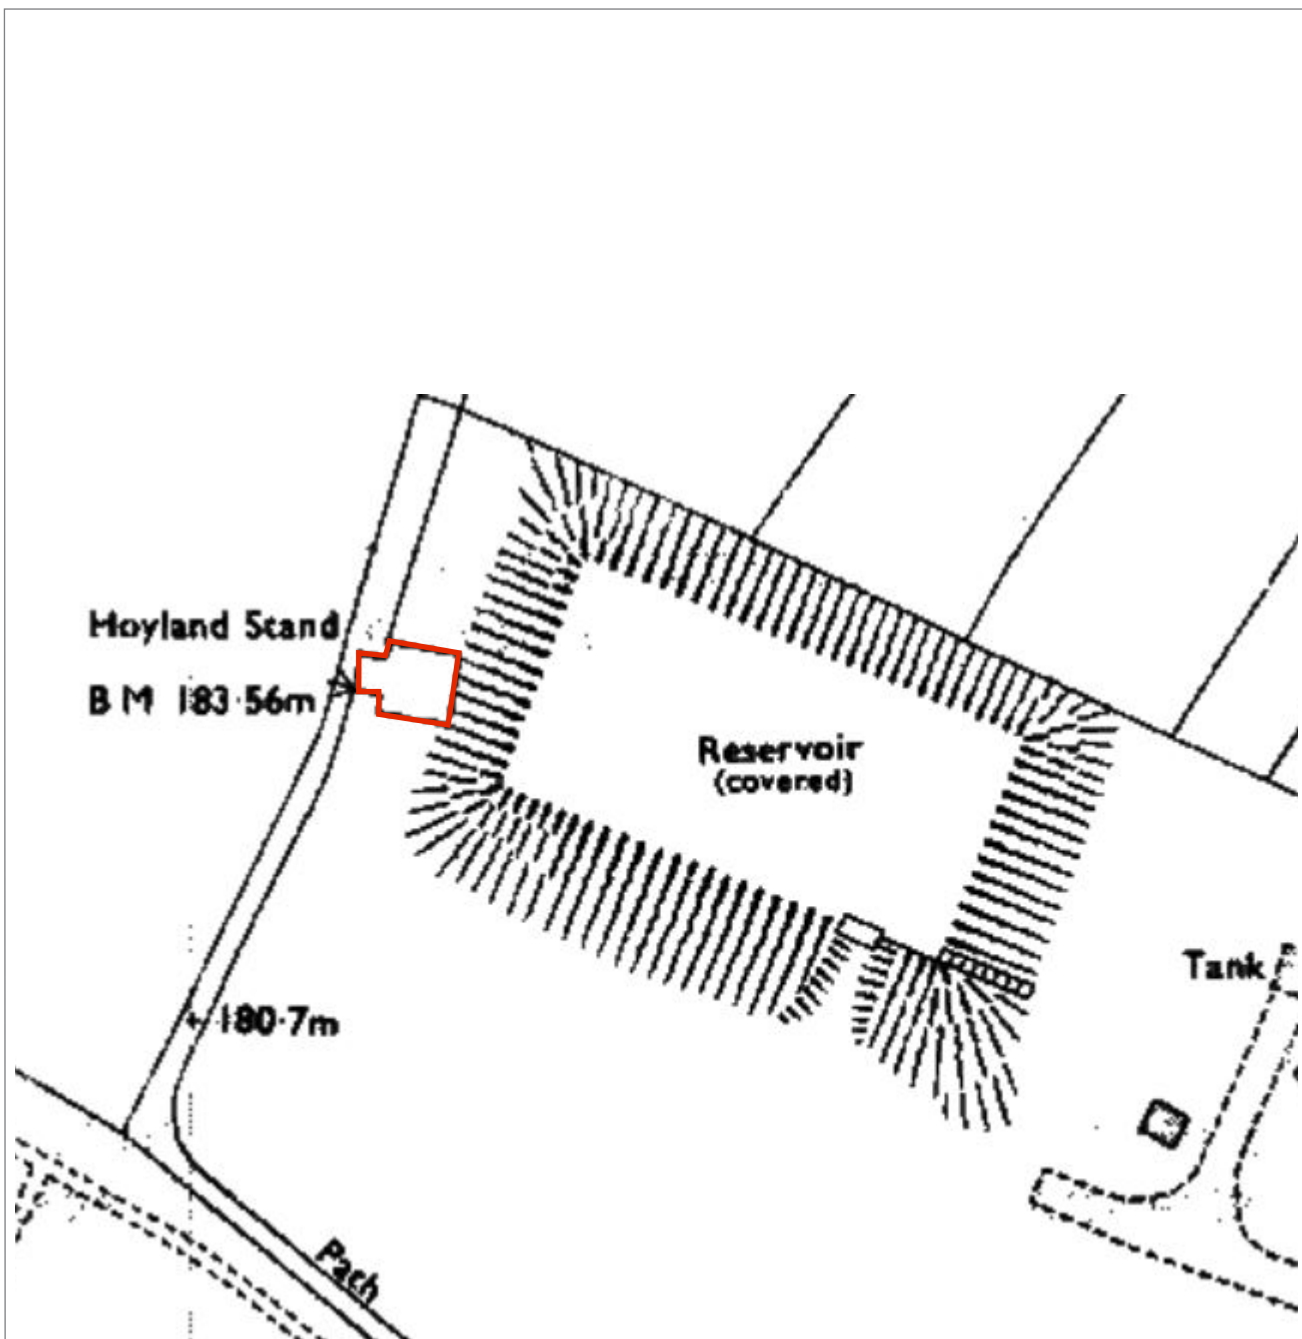 Hoyland Stand
B M 183·56m
Reservoir
(covered)
Tank
180·7m
Path